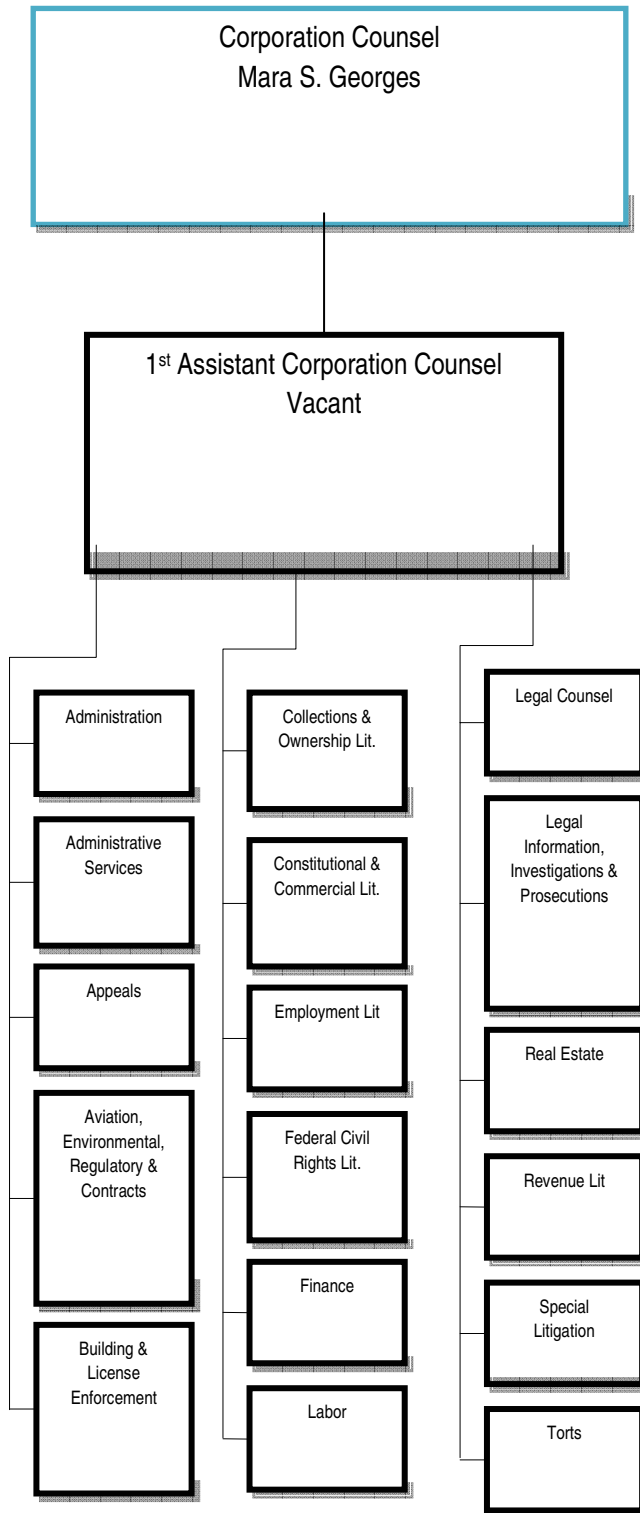 Corporation Counsel
Mara S. Georges
1st Assistant Corporation Counsel
Vacant
Administration
Administrative
Services
Appeals
Aviation,
Environmental,
Regulatory &
Contracts
Building &
License
Enforcement
Collections &
Ownership Lit.
Constitutional &
Commercial Lit.
Employment Lit
Federal Civil
Rights Lit.
Finance
Labor
Legal Counsel
Legal
Information,
Investigations &
Prosecutions
Real Estate
Revenue Lit
Special
Litigation
Torts